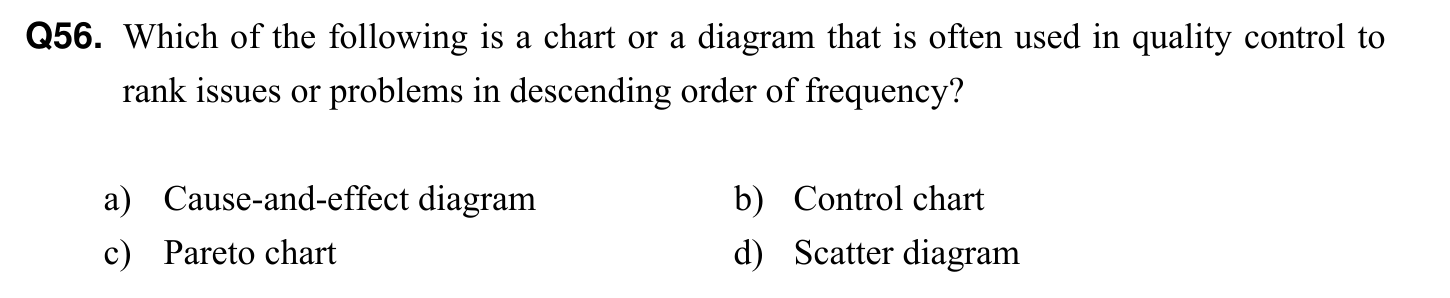 Q56. Which of the following is a chart or a diagram that is often used in quality control to
rank issues or problems in descending order of frequency?
a) Cause-and-effect diagram b) Control chart
c) Pareto chart d) Scatter diagram